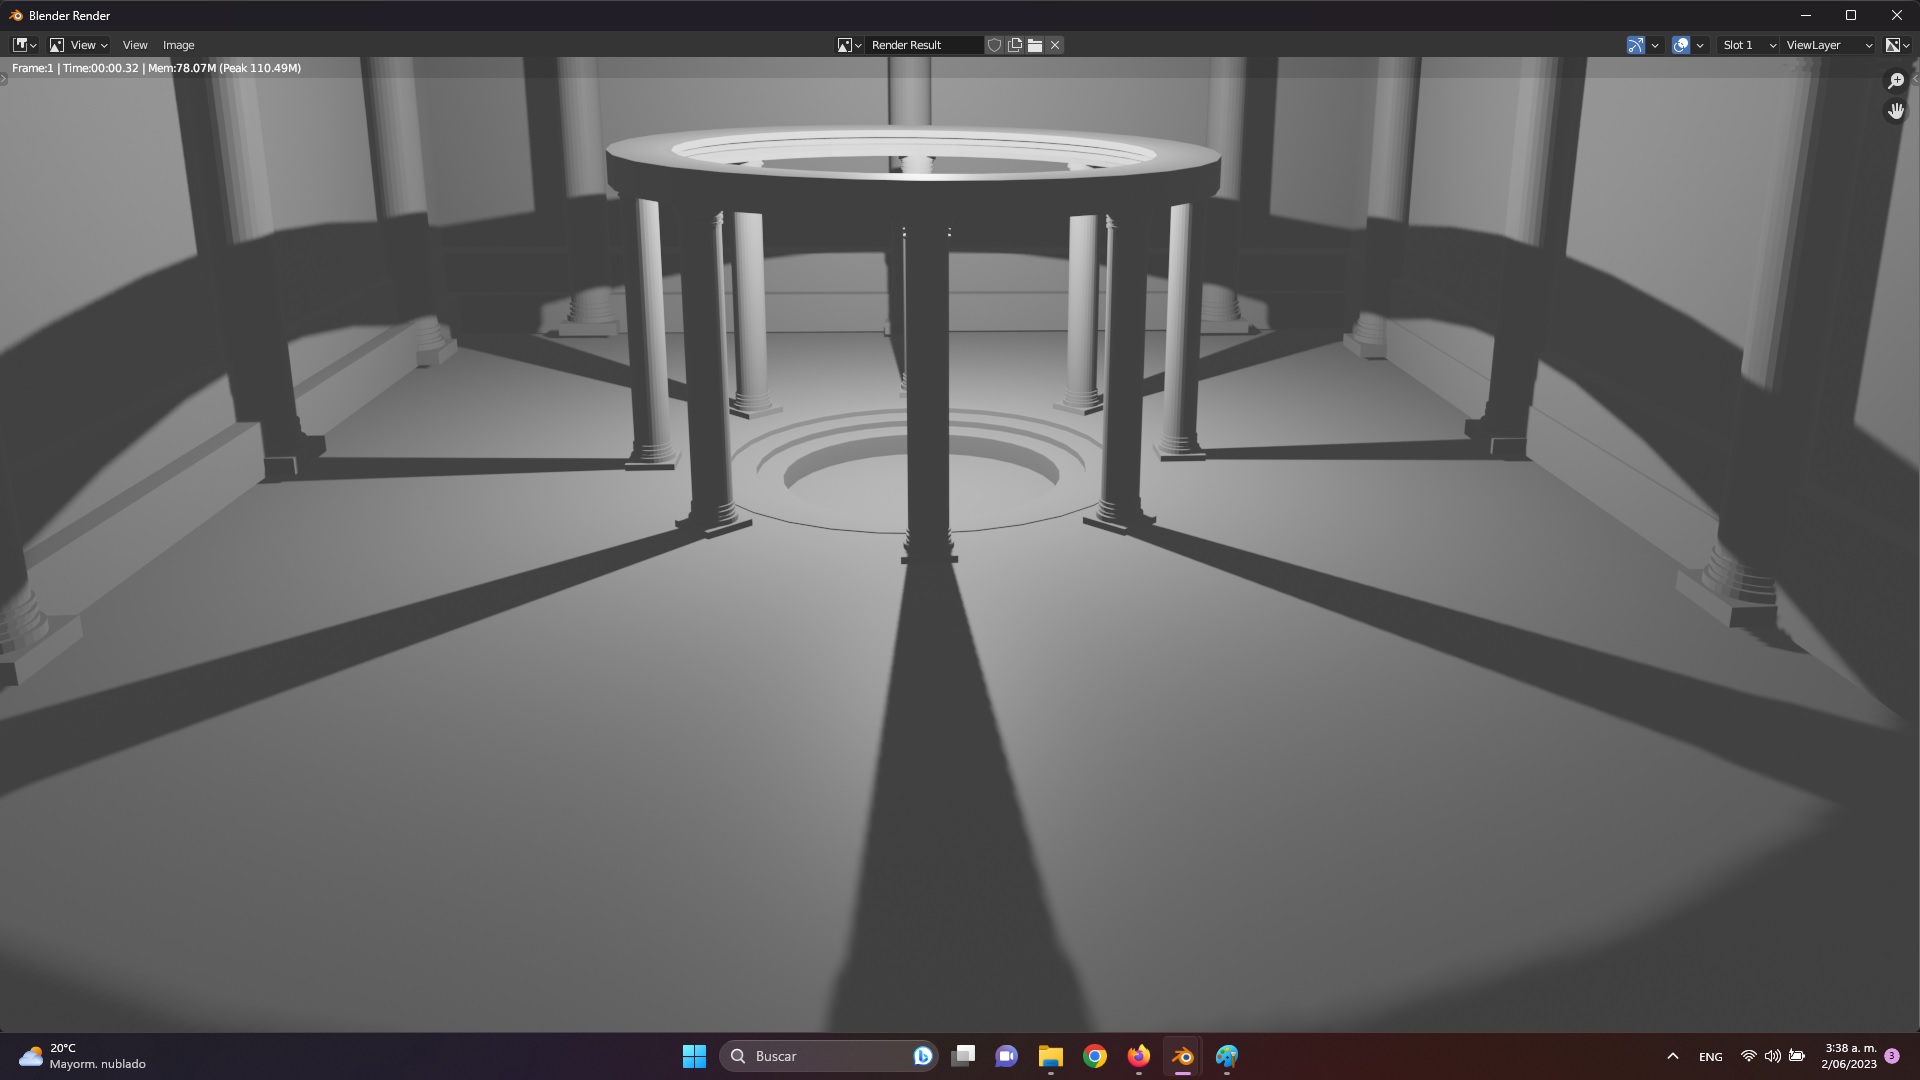 Blender Render
View View Image Render Result Slot 1 ViewLayer
Frame:1 | Time:00:00.32 | Mem:78.07M (Peak 110.49M)
20°C
Mayorm. nublado
Buscar
ENG
3:38 a. m.
2/06/2023
3